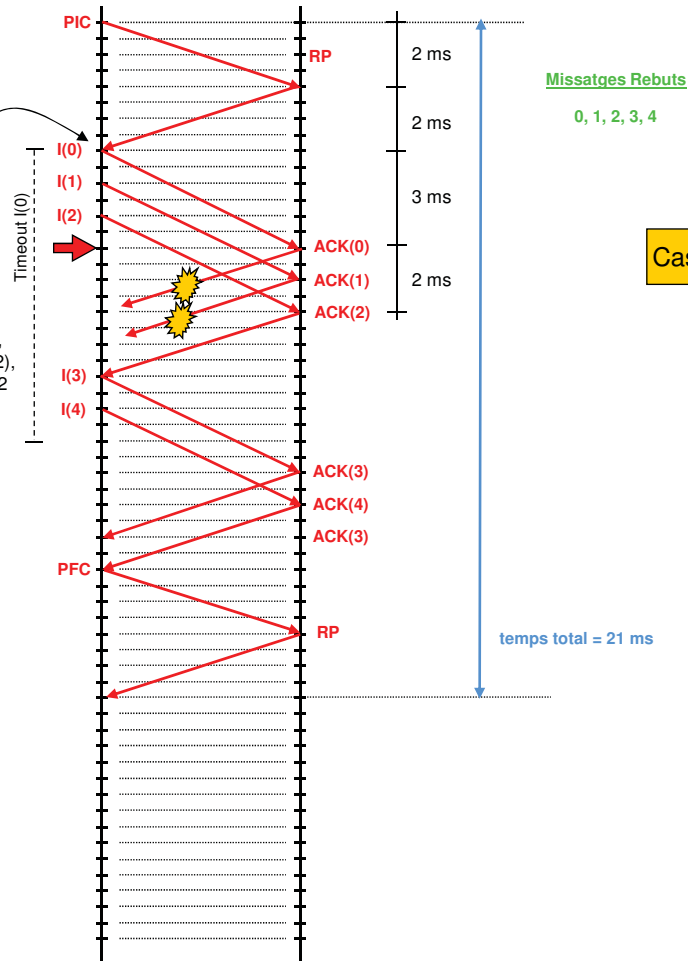 PIC
RP
2 ms
Missatges Rebuts
0, 1, 2, 3, 4
2 ms
I(0)
I(1)
3 ms
I(2)
Timeout I(0)
ACK(0)
Cas
ACK(1)
2 ms
ACK(2)
,
2),
2
I(3)
I(4)
ACK(3)
ACK(4)
ACK(3)
PFC
RP
temps total = 21 ms